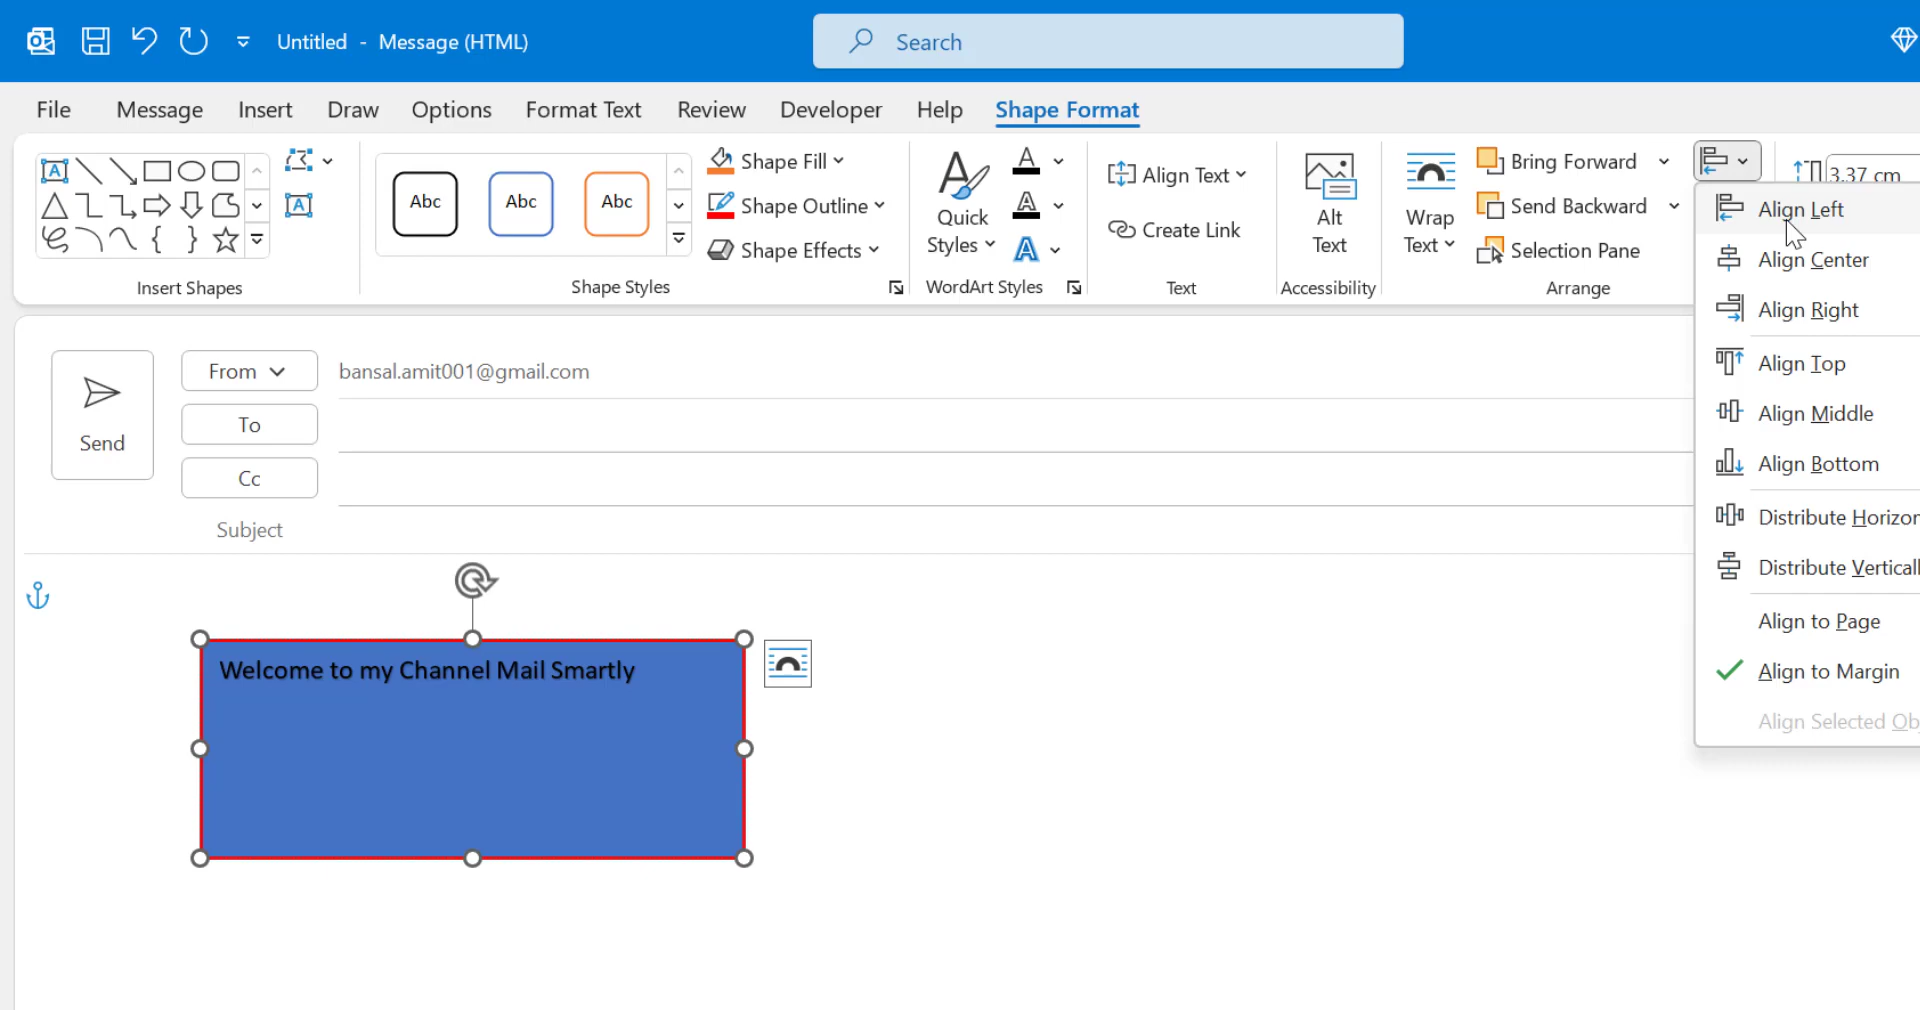 Untitled - Message (HTML)
Search
File Message Insert Draw Options Format Text Review Developer Help Shape Format
A
A
Abc Abc Abc
Shape Fill
Shape Outline
Shape Effects
Quick
Styles
A
A
A
Align Text
Create Link
Alt
Text
Wrap
Text
Bring Forward
Send Backward
Selection Pane
3.37 cm
Insert Shapes
Shape Styles
WordArt Styles
Text
Accessibility
Arrange
Align Left
Align Center
Align Right
Align Top
Align Middle
Align Bottom
Distribute Horizon
Distribute Verticall
Align to Page
Align to Margin
Align Selected Obj
Send
From bansal.amit001@gmail.com
To
Cc
Subject
Welcome to my Channel Mail Smartly